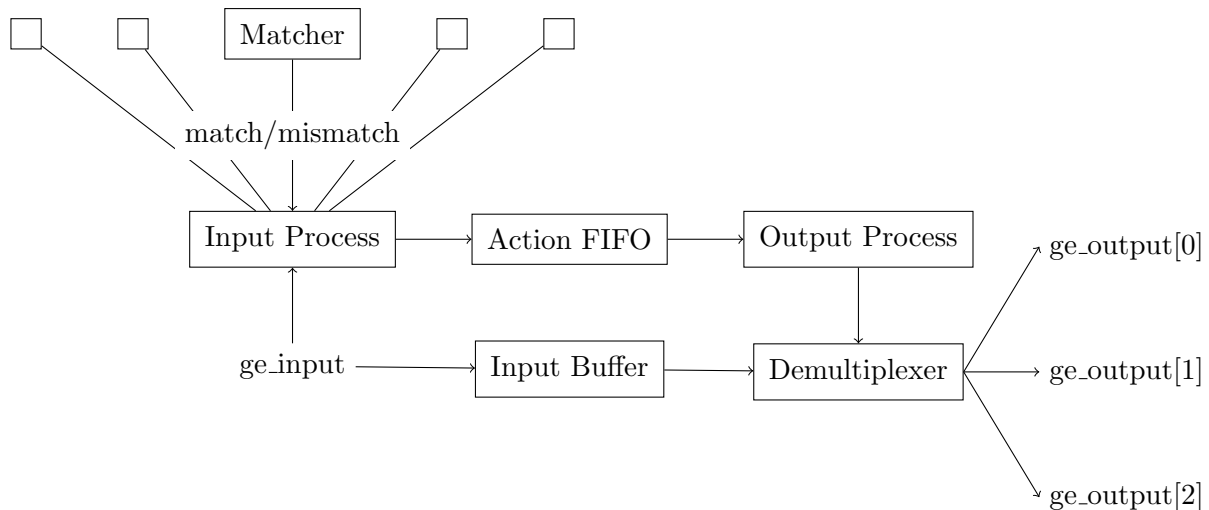 Matcher
match/mismatch
Input Process
Action FIFO
Output Process
ge_output[0]
ge_input
Input Buffer
Demultiplexer
ge_output[1]
ge_output[2]